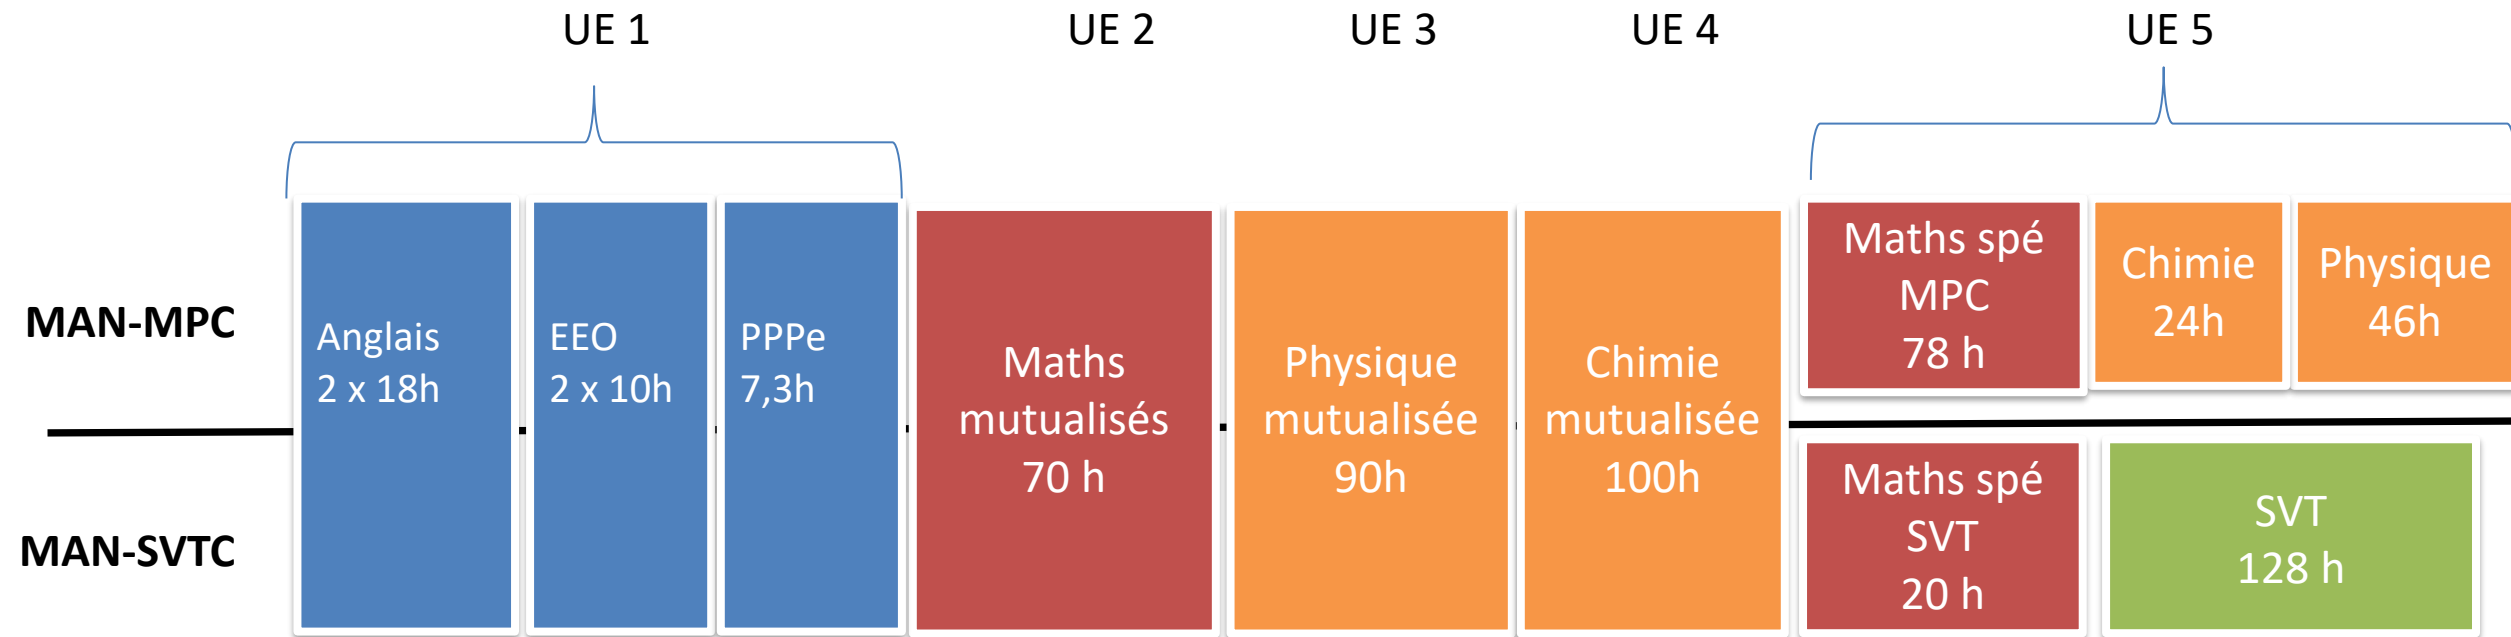 UE 1
UE 2
UE 3
UE 4
UE 5
MAN-MPC
MAN-SVTC
Anglais
2 x 18h
EEO
2 x 10h
PPPe
7,3h
Maths
mutualisés
70 h
Physique
mutualisée
90h
Chimie
mutualisée
100h
Maths spé
MPC
78 h
Chimie
24h
Physique
46h
Maths spé
SVT
20 h
SVT
128 h